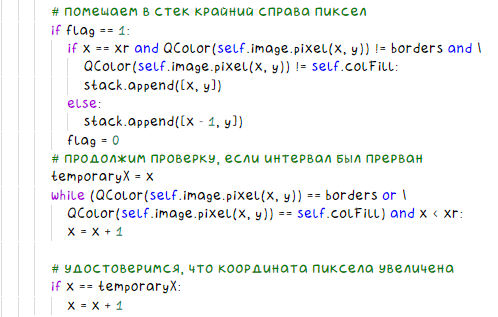 # помещаем в стек крайний справа пиксел
if flag == 1:
if x == xr and QColor(self.image.pixel(x, y)) != borders and \
QColor(self.image.pixel(x, y)) != self.colFill:
stack.append([x, y])
else:
stack.append([x - 1, y])
flag = 0
# продолжим проверку, если интервал был прерван
temporaryX = x
while (QColor(self.image.pixel(x, y)) == borders or \
QColor(self.image.pixel(x, y)) == self.colFill) and x < xr:
x = x + 1
# удостоверимся, что координата пиксела увеличена
if x == temporaryX:
x = x + 1